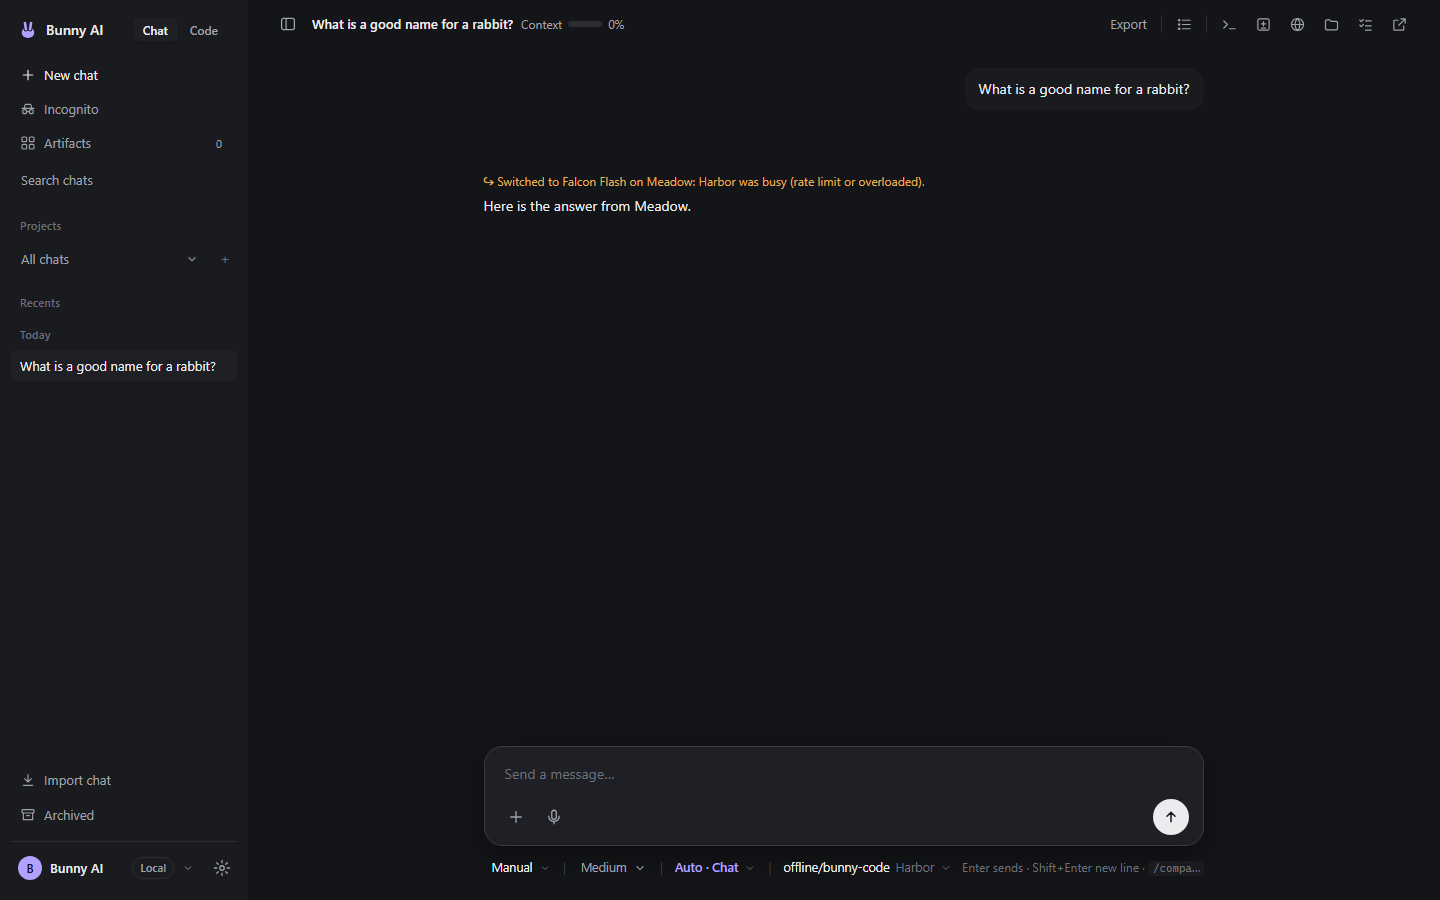 Bunny AI
Chat
Code
New chat
Incognito
Artifacts
0
Search chats
Projects
All chats
Recents
Today
What is a good name for a rabbit?
Import chat
Archived
B
Bunny AI
Local
What is a good name for a rabbit?
Context
0%
Export
What is a good name for a rabbit?
↪ Switched to Falcon Flash on Meadow: Harbor was busy (rate limit or overloaded).
Here is the answer from Meadow.
Send a message...
Manual
Medium
Auto · Chat
offline/bunny-code Harbor
Enter sends · Shift+Enter new line · /compa...